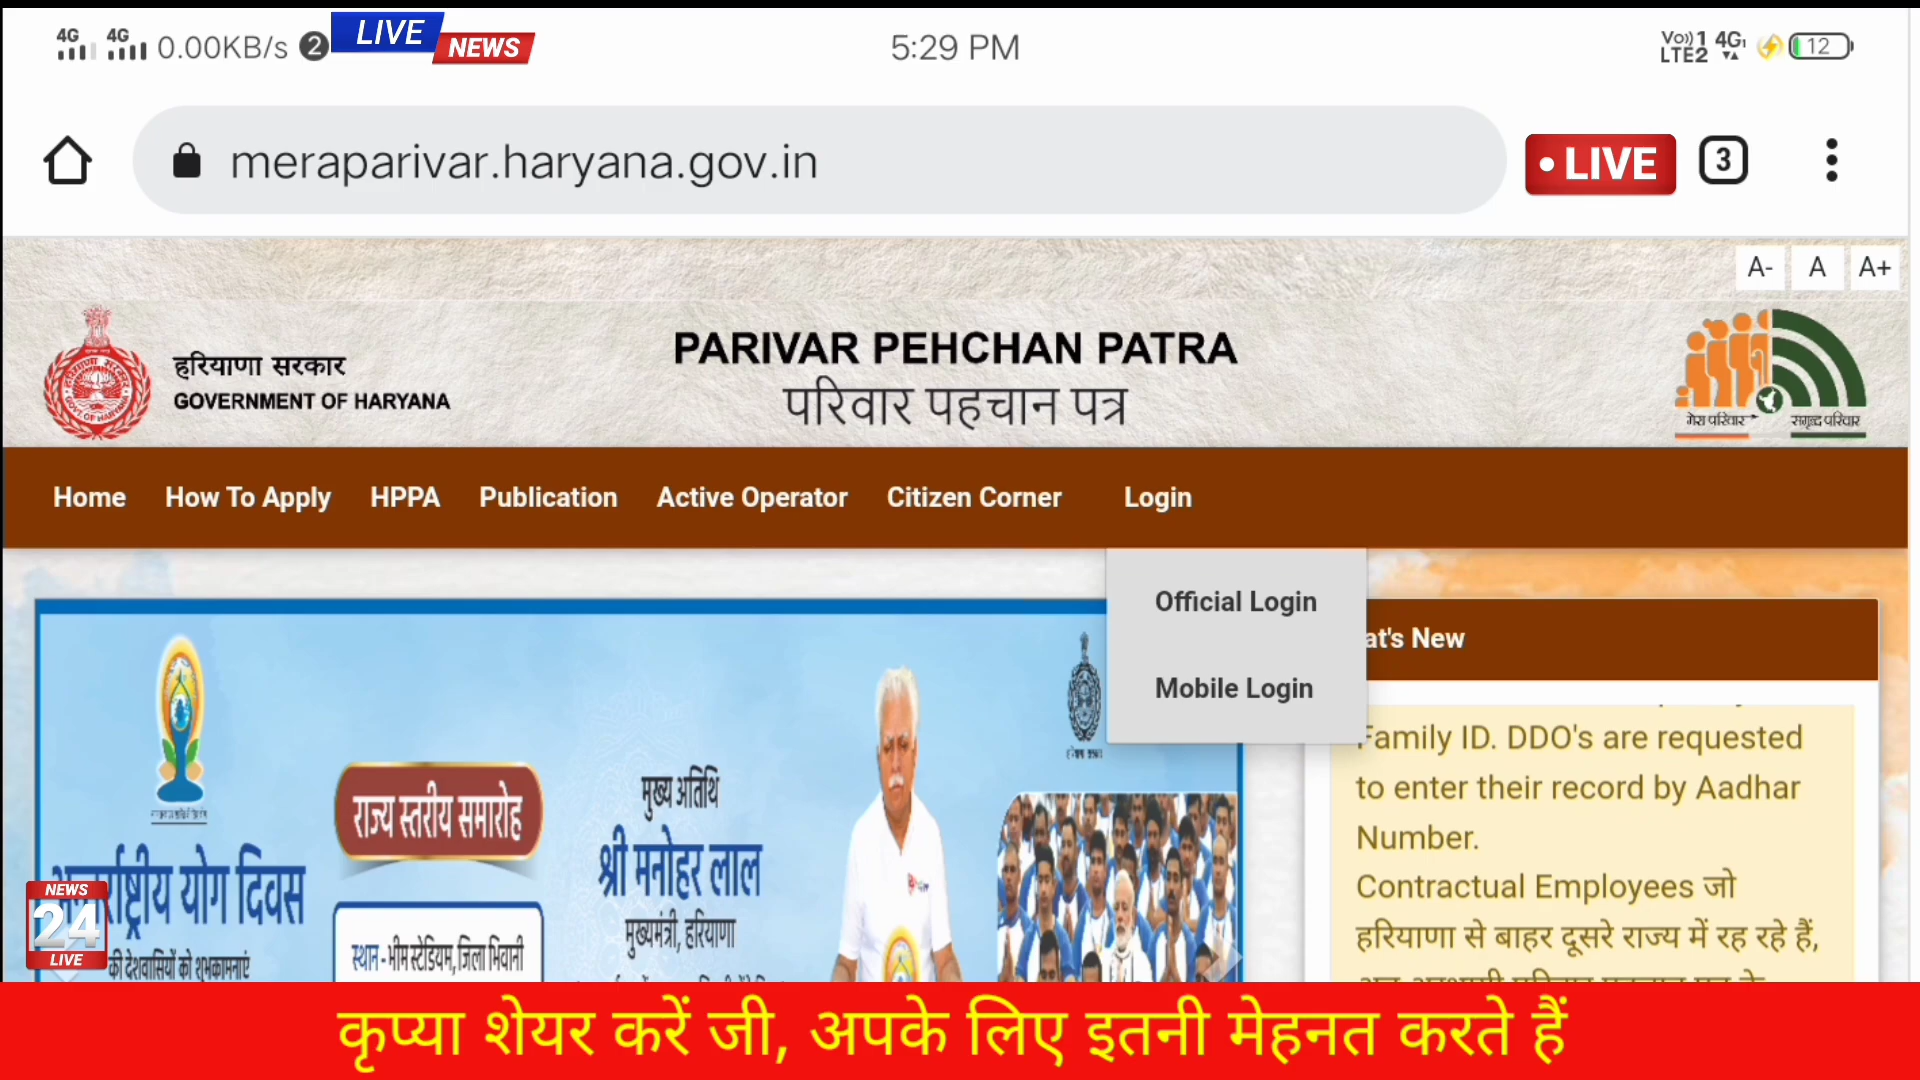 4G 4G 0.00KB/s 2 LIVE NEWS 5:29 PM Vo)) 1 4G 12
LTE2
meraparivar.haryana.gov.in • LIVE 3
A- A A+
हरियाणा सरकार
GOVERNMENT OF HARYANA
PARIVAR PEHCHAN PATRA
परिवार पहचान पत्र
मेरा परिवार समृद्ध परिवार
Home How To Apply HPPA Publication Active Operator Citizen Corner Login
Official Login
Mobile Login
at's New
Family ID. DDO's are requested
to enter their record by Aadhar
Number.
Contractual Employees जो
हरियाणा से बाहर दूसरे राज्य में रह रहे हैं,
राज्य स्तरीय समारोह
मुख्य अतिथि
श्री मनोहर लाल
मुख्यमंत्री, हरियाणा
योग दिवस
की देशवासियों को शुभकामनाएं
स्थान - भीम स्टेडियम, जिला भिवानी
NEWS
24
LIVE
कृप्या शेयर करें जी, अपके लिए इतनी मेहनत करते हैं